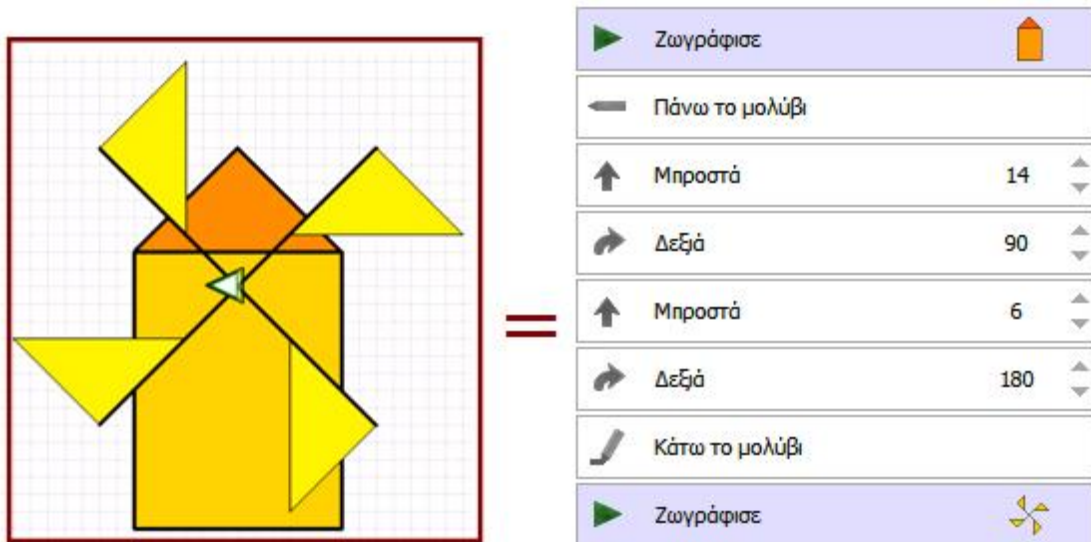 Ζωγράφισε
Πάνω το μολύβι
Μπροστά 14
Δεξιά 90
Μπροστά 6
Δεξιά 180
Κάτω το μολύβι
Ζωγράφισε